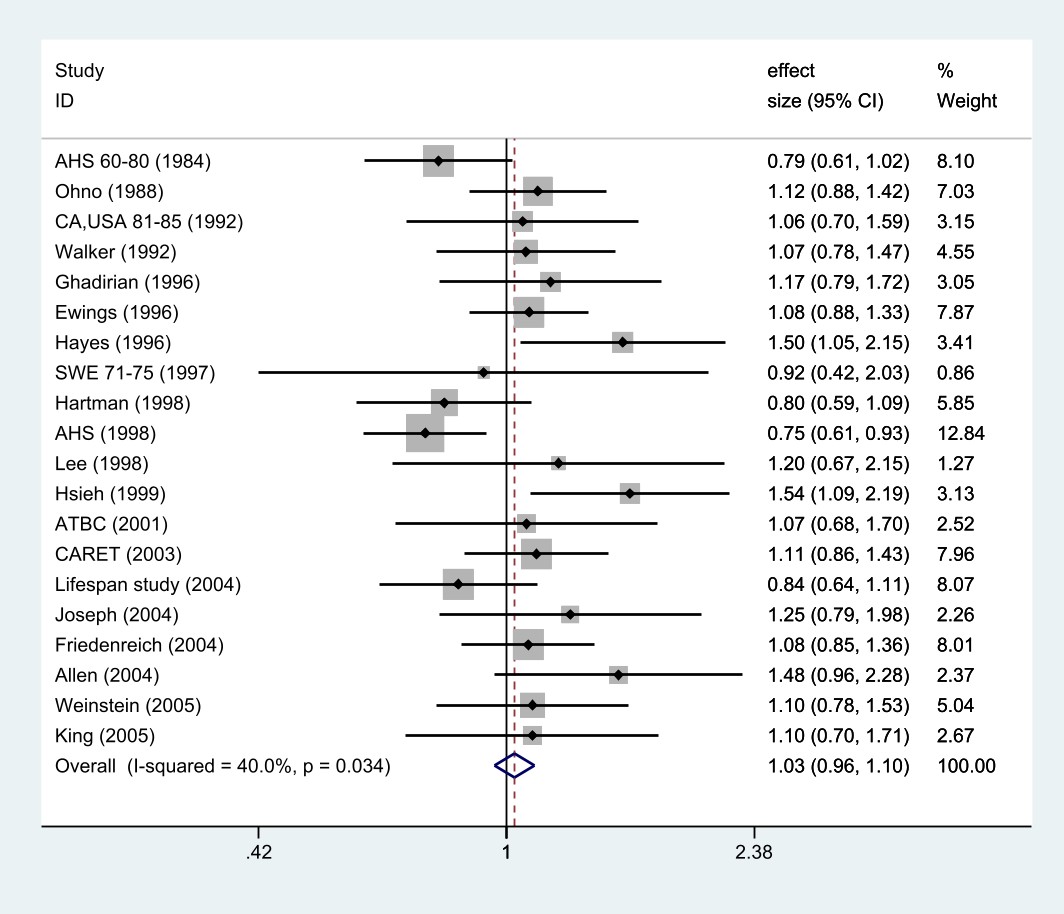 Study effect %
ID size (95% CI) Weight
AHS 60-80 (1984) 0.79 (0.61, 1.02) 8.10
Ohno (1988) 1.12 (0.88, 1.42) 7.03
CA,USA 81-85 (1992) 1.06 (0.70, 1.59) 3.15
Walker (1992) 1.07 (0.78, 1.47) 4.55
Ghadirian (1996) 1.17 (0.79, 1.72) 3.05
Ewings (1996) 1.08 (0.88, 1.33) 7.87
Hayes (1996) 1.50 (1.05, 2.15) 3.41
SWE 71-75 (1997) 0.92 (0.42, 2.03) 0.86
Hartman (1998) 0.80 (0.59, 1.09) 5.85
AHS (1998) 0.75 (0.61, 0.93) 12.84
Lee (1998) 1.20 (0.67, 2.15) 1.27
Hsieh (1999) 1.54 (1.09, 2.19) 3.13
ATBC (2001) 1.07 (0.68, 1.70) 2.52
CARET (2003) 1.11 (0.86, 1.43) 7.96
Lifespan study (2004) 0.84 (0.64, 1.11) 8.07
Joseph (2004) 1.25 (0.79, 1.98) 2.26
Friedenreich (2004) 1.08 (0.85, 1.36) 8.01
Allen (2004) 1.48 (0.96, 2.28) 2.37
Weinstein (2005) 1.10 (0.78, 1.53) 5.04
King (2005) 1.10 (0.70, 1.71) 2.67
Overall (I-squared = 40.0%, p = 0.034) 1.03 (0.96, 1.10) 100.00
.42 1 2.38